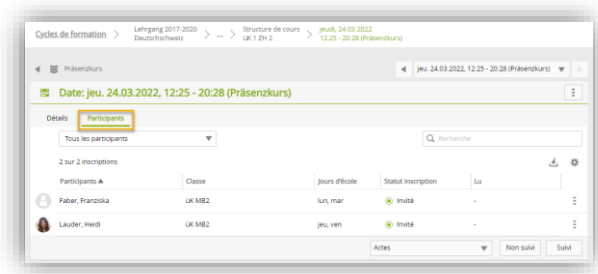 Cycles de formation > Lehrgang 2017-2020 Deutschschweiz > ... > Structure de cours üK 1 ZH 2 > jeudi, 24.03.2022 12.25 - 20:28 (Präsenzkurs)
Präsenzkurs jeu. 24.03.2022, 12:25 - 20:28 (Präsenzkurs)
Date: jeu. 24.03.2022, 12:25 - 20:28 (Präsenzkurs)
Détails Participants
Tous les participants Recherche
2 sur 2 inscriptions
Participants Classe Jours d'école Statut inscription Lu
Faber, Franziska üK MB2 lun, mar Invité -
Lauder, Heidi üK MB2 jeu, ven Invité -
Actes Non suivi Suivi